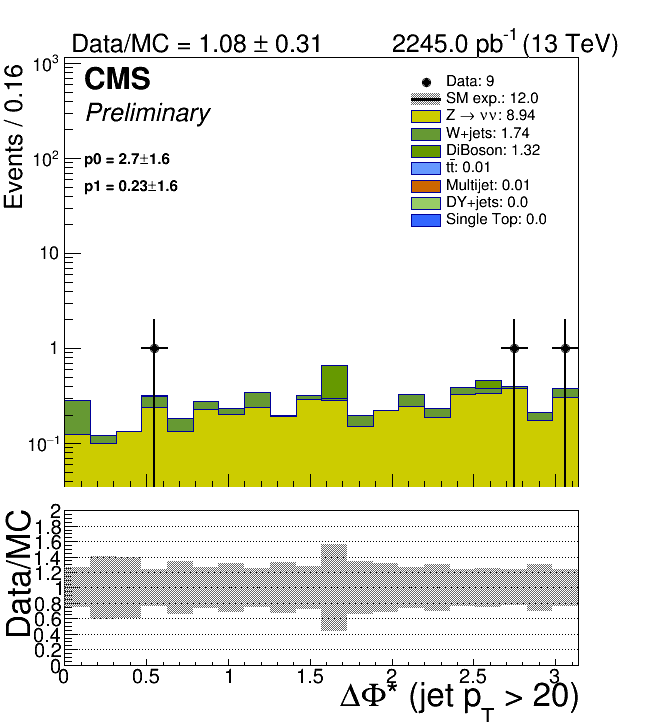 Data/MC = 1.08 ± 0.31 2245.0 pb⁻¹ (13 TeV)
Events / 0.16
10³
10²
10
1
10⁻¹
CMS
Preliminary
p0 = 2.7±1.6
p1 = 0.23±1.6
Data: 9
SM exp.: 12.0
Z → νν: 8.94
W+jets: 1.74
DiBoson: 1.32
tt̄: 0.01
Multijet: 0.01
DY+jets: 0.0
Single Top: 0.0
Data/MC
2
1.8
1.6
1.4
1.2
1
0.8
0.6
0.4
0.2
0
0 0.5 1 1.5 2 2.5 3
ΔΦ* (jet p_T > 20)